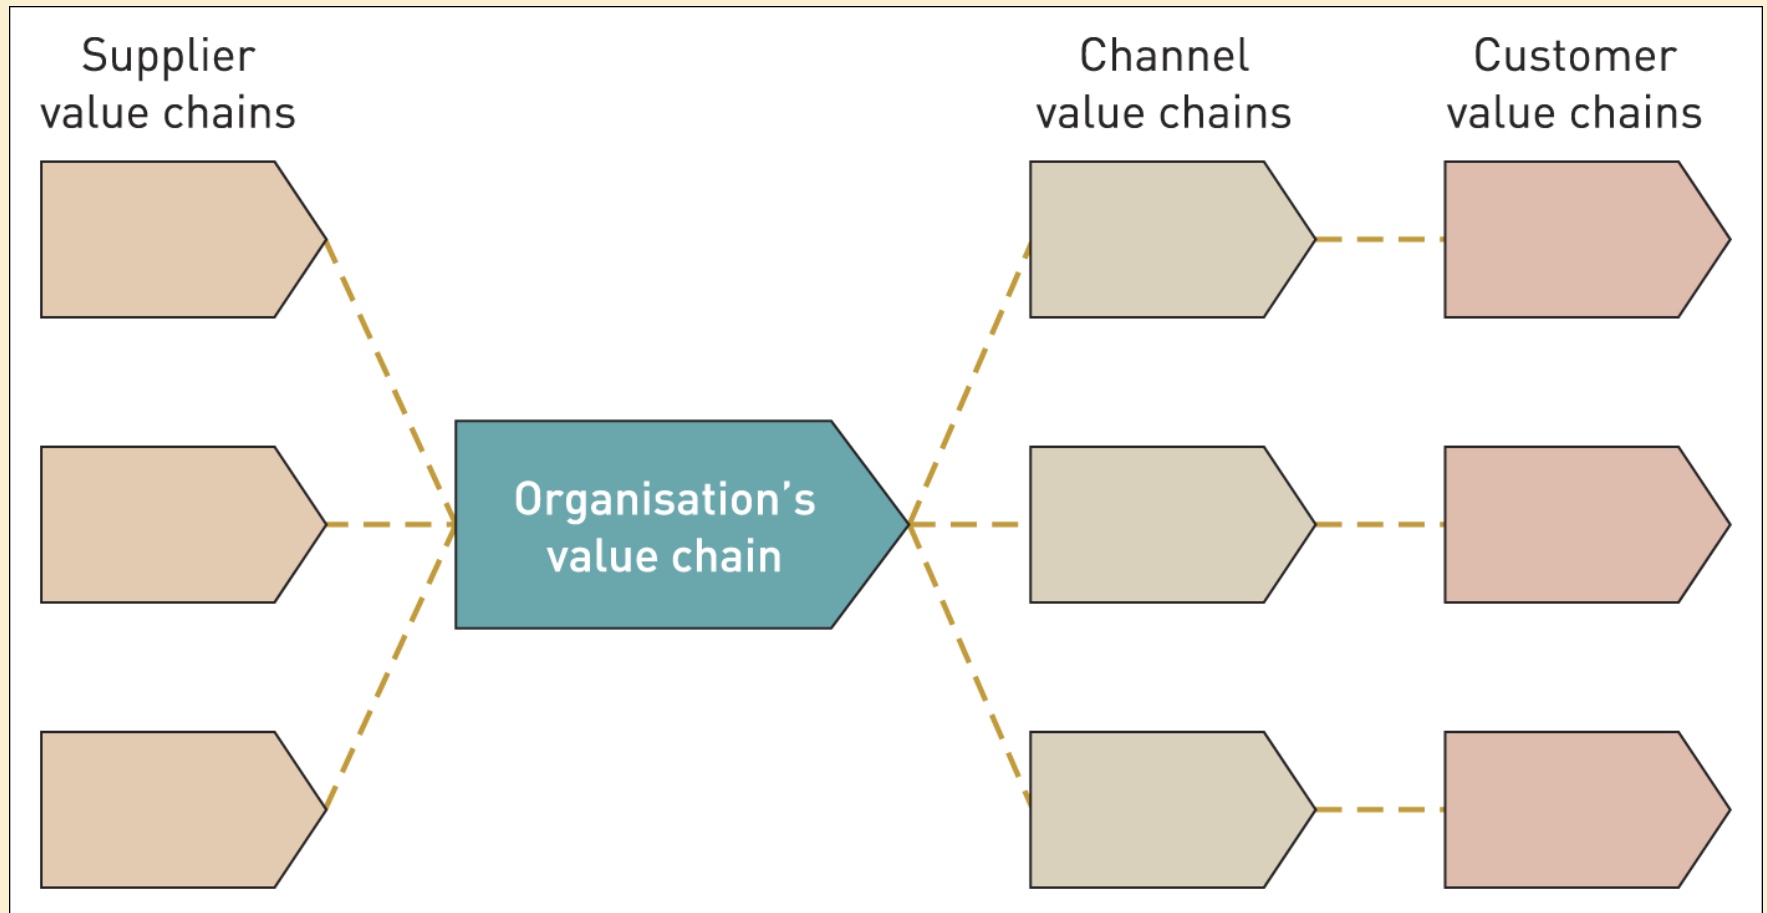 Supplier
value chains
Channel
value chains
Customer
value chains
Organisation’s
value chain